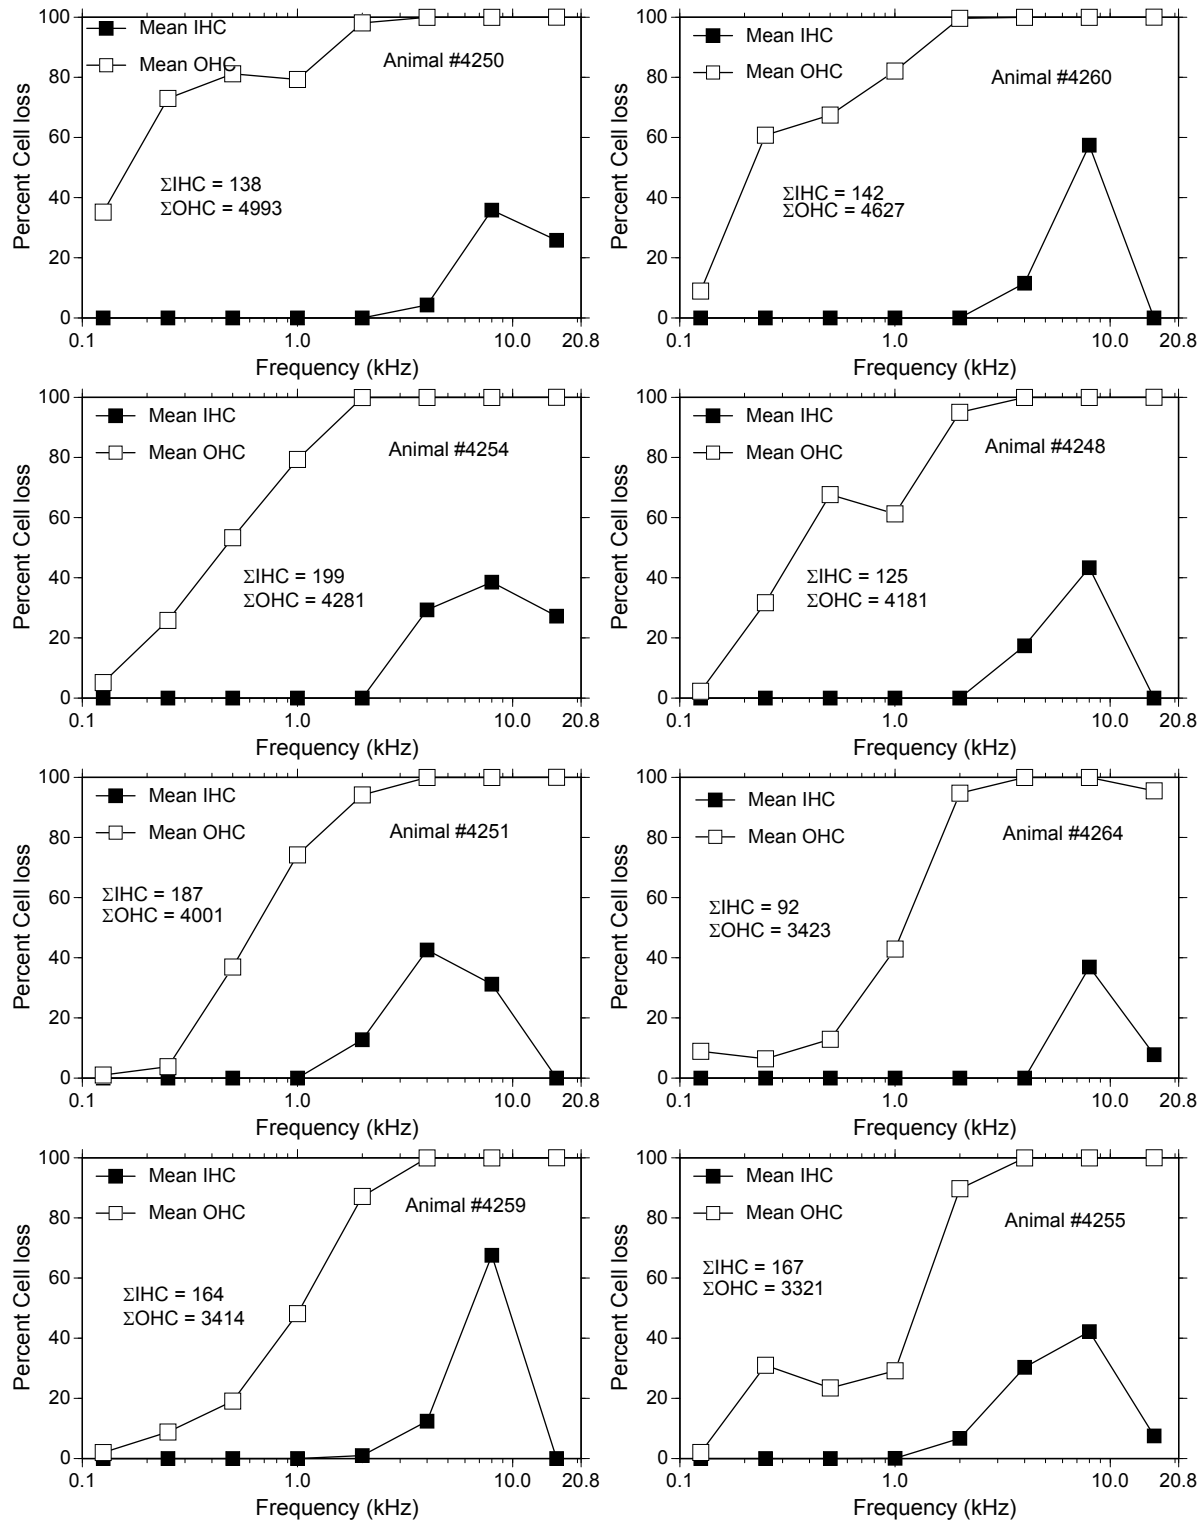 Percent Cell loss
100
80
60
40
20
0
Mean IHC
Mean OHC
Animal #4250
ΣIHC = 138
ΣOHC = 4993
0.1 1.0 10.0 20.8
Frequency (kHz)
Percent Cell loss
100
80
60
40
20
0
Mean IHC
Mean OHC
Animal #4260
ΣIHC = 142
ΣOHC = 4627
0.1 1.0 10.0 20.8
Frequency (kHz)
Percent Cell loss
100
80
60
40
20
0
Mean IHC
Mean OHC
Animal #4254
ΣIHC = 199
ΣOHC = 4281
0.1 1.0 10.0 20.8
Frequency (kHz)
Percent Cell loss
100
80
60
40
20
0
Mean IHC
Mean OHC
Animal #4248
ΣIHC = 125
ΣOHC = 4181
0.1 1.0 10.0 20.8
Frequency (kHz)
Percent Cell loss
100
80
60
40
20
0
Mean IHC
Mean OHC
Animal #4251
ΣIHC = 187
ΣOHC = 4001
0.1 1.0 10.0 20.8
Frequency (kHz)
Percent Cell loss
100
80
60
40
20
0
Mean IHC
Mean OHC
Animal #4264
ΣIHC = 92
ΣOHC = 3423
0.1 1.0 10.0 20.8
Frequency (kHz)
Percent Cell loss
100
80
60
40
20
0
Mean IHC
Mean OHC
Animal #4259
ΣIHC = 164
ΣOHC = 3414
0.1 1.0 10.0 20.8
Frequency (kHz)
Percent Cell loss
100
80
60
40
20
0
Mean IHC
Mean OHC
Animal #4255
ΣIHC = 167
ΣOHC = 3321
0.1 1.0 10.0 20.8
Frequency (kHz)